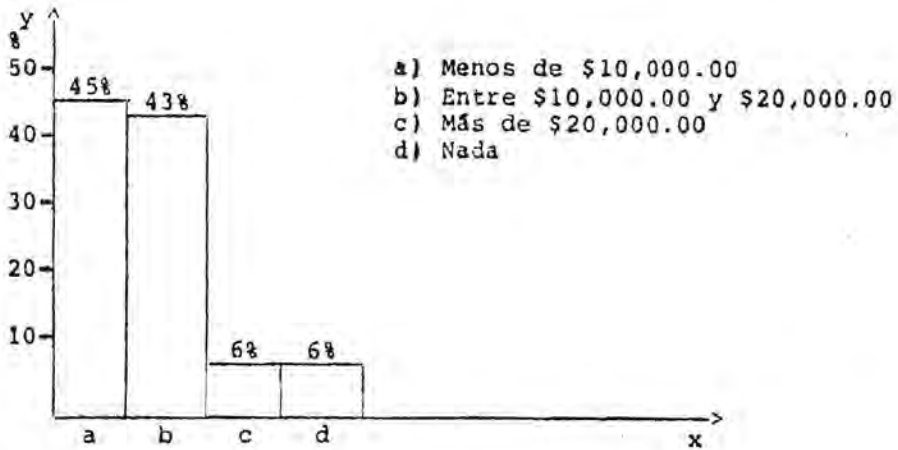 y
%
50
45%
43%
40
30
20
10
6% 6%
a b c d x
a) Menos de $10,000.00
b) Entre $10,000.00 y $20,000.00
c) Más de $20,000.00
d) Nada